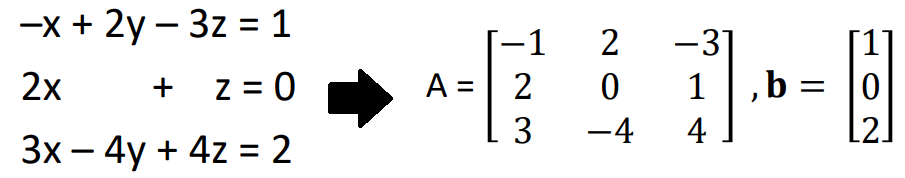 –x + 2y – 3z = 1
2x + z = 0
3x – 4y + 4z = 2
A = [−1 2 −3
2 0 1
3 −4 4], b = [1
0
2]